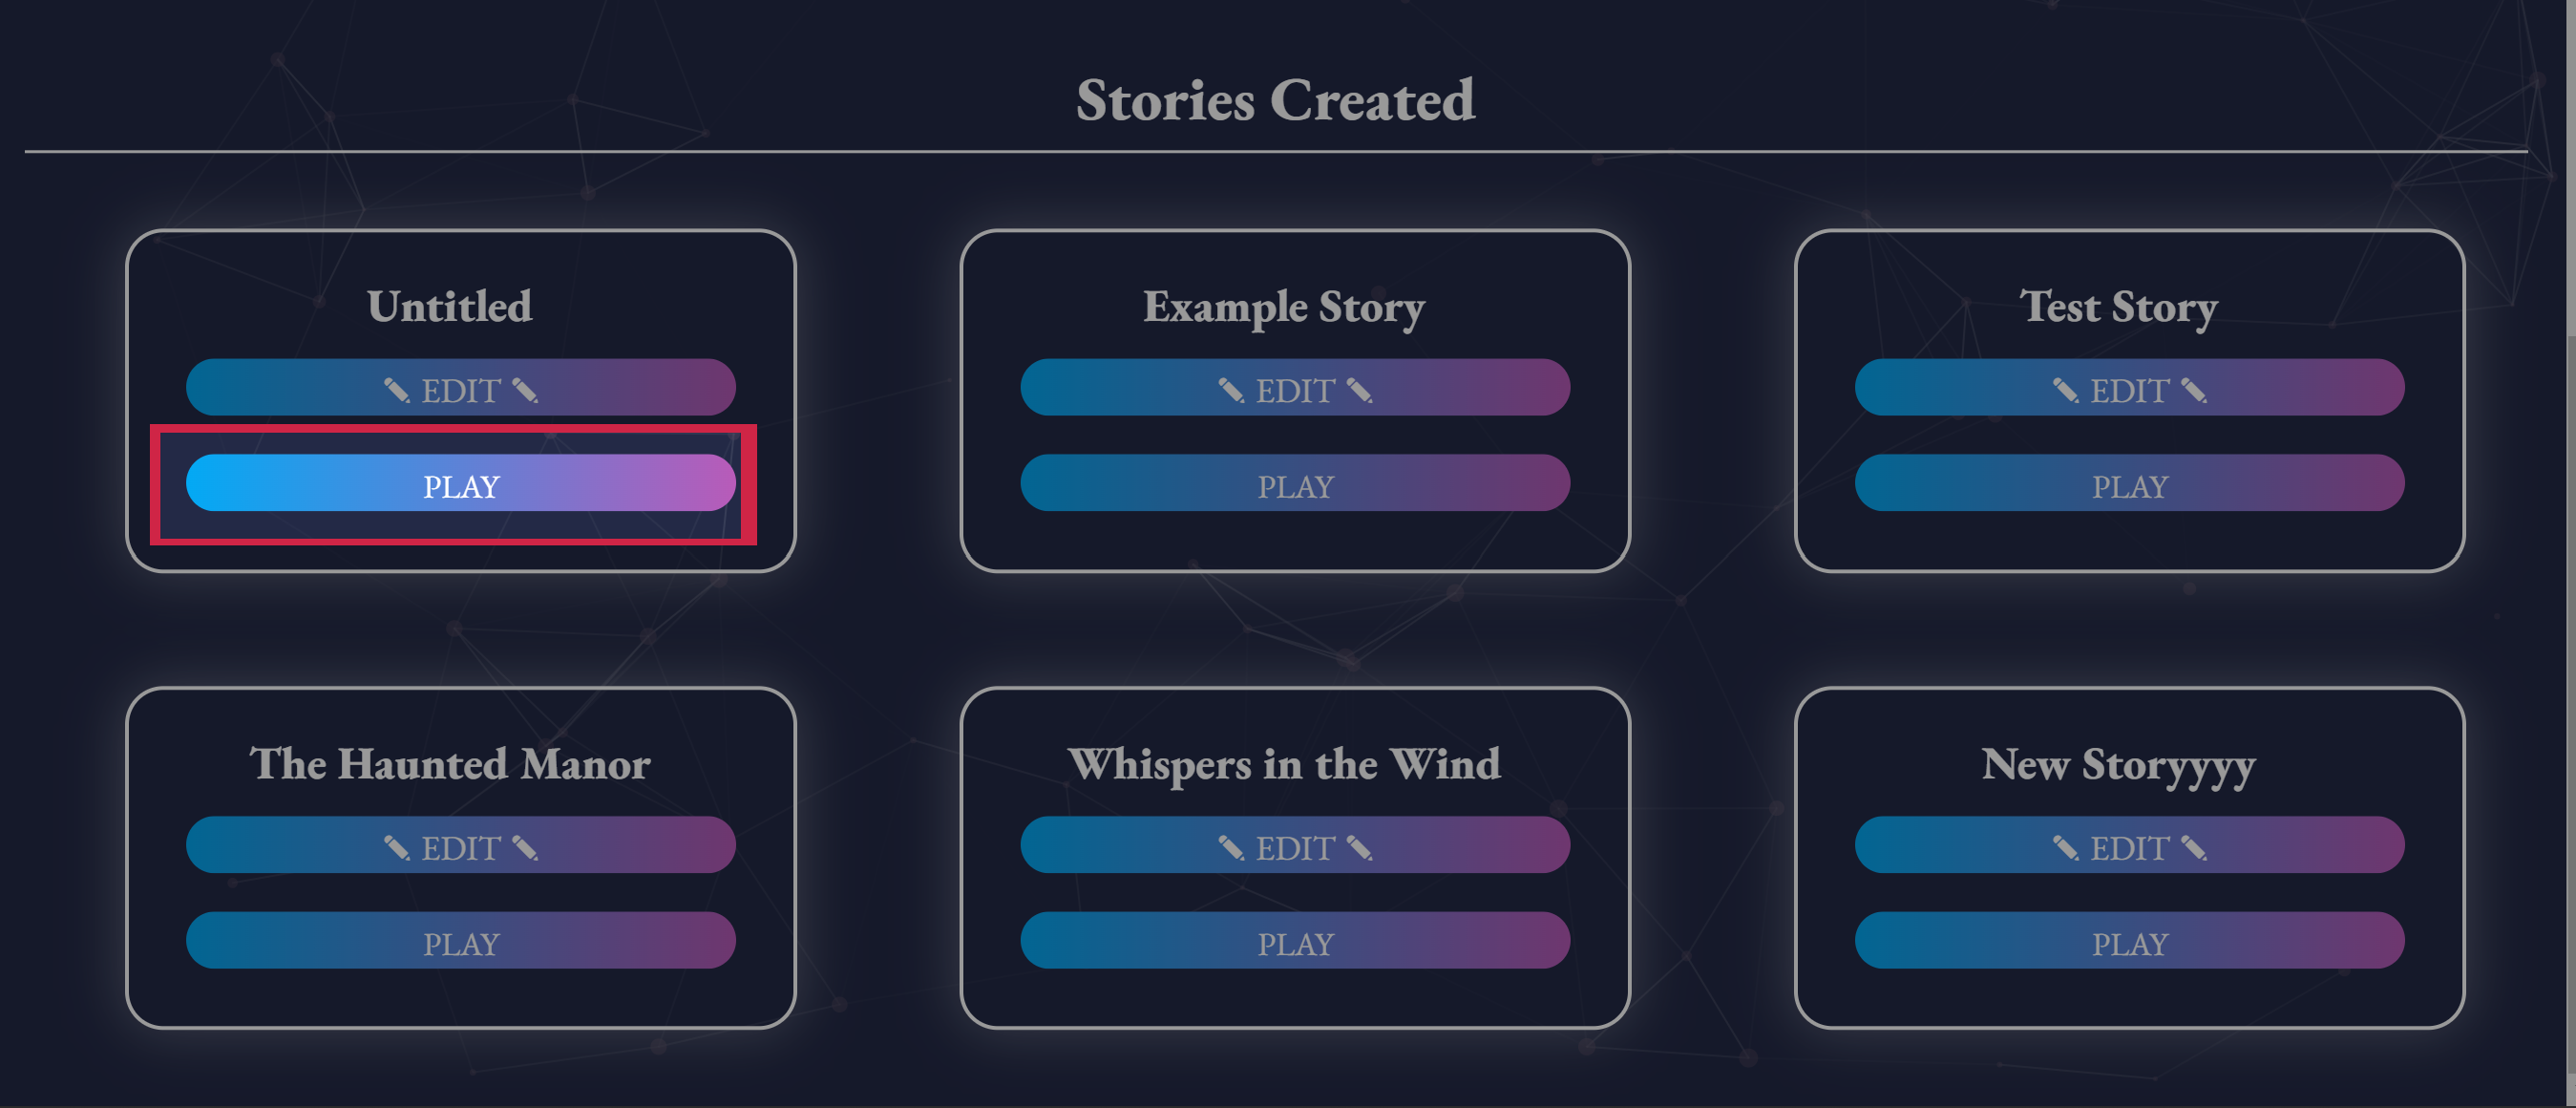 Stories Created
Untitled
EDIT
PLAY
Example Story
EDIT
PLAY
Test Story
EDIT
PLAY
The Haunted Manor
EDIT
PLAY
Whispers in the Wind
EDIT
PLAY
New Storyyyy
EDIT
PLAY